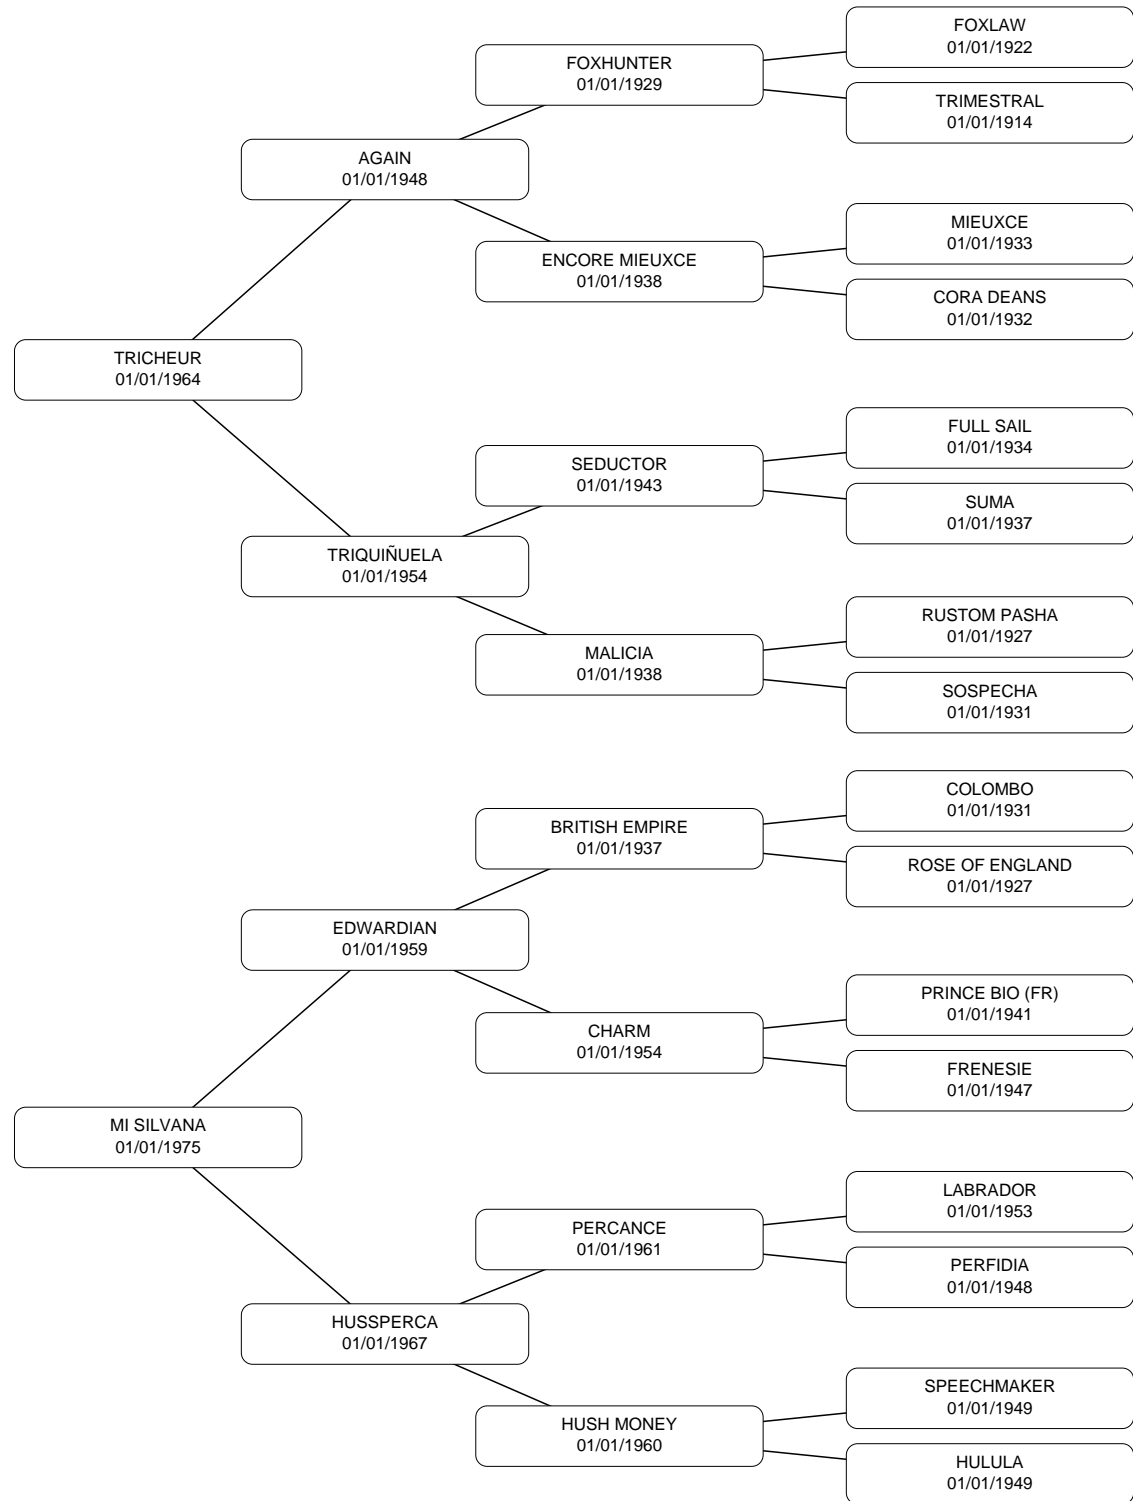 FOXLAW
01/01/1922
FOXHUNTER
01/01/1929
TRIMESTRAL
01/01/1914
AGAIN
01/01/1948
MIEUXCE
01/01/1933
ENCORE MIEUXCE
01/01/1938
CORA DEANS
01/01/1932
TRICHEUR
01/01/1964
FULL SAIL
01/01/1934
SEDUCTOR
01/01/1943
SUMA
01/01/1937
TRIQUIÑUELA
01/01/1954
RUSTOM PASHA
01/01/1927
MALICIA
01/01/1938
SOSPECHA
01/01/1931
COLOMBO
01/01/1931
BRITISH EMPIRE
01/01/1937
ROSE OF ENGLAND
01/01/1927
EDWARDIAN
01/01/1959
PRINCE BIO (FR)
01/01/1941
CHARM
01/01/1954
FRENESIE
01/01/1947
MI SILVANA
01/01/1975
LABRADOR
01/01/1953
PERCANCE
01/01/1961
PERFIDIA
01/01/1948
HUSSPERCA
01/01/1967
SPEECHMAKER
01/01/1949
HUSH MONEY
01/01/1960
HULULA
01/01/1949